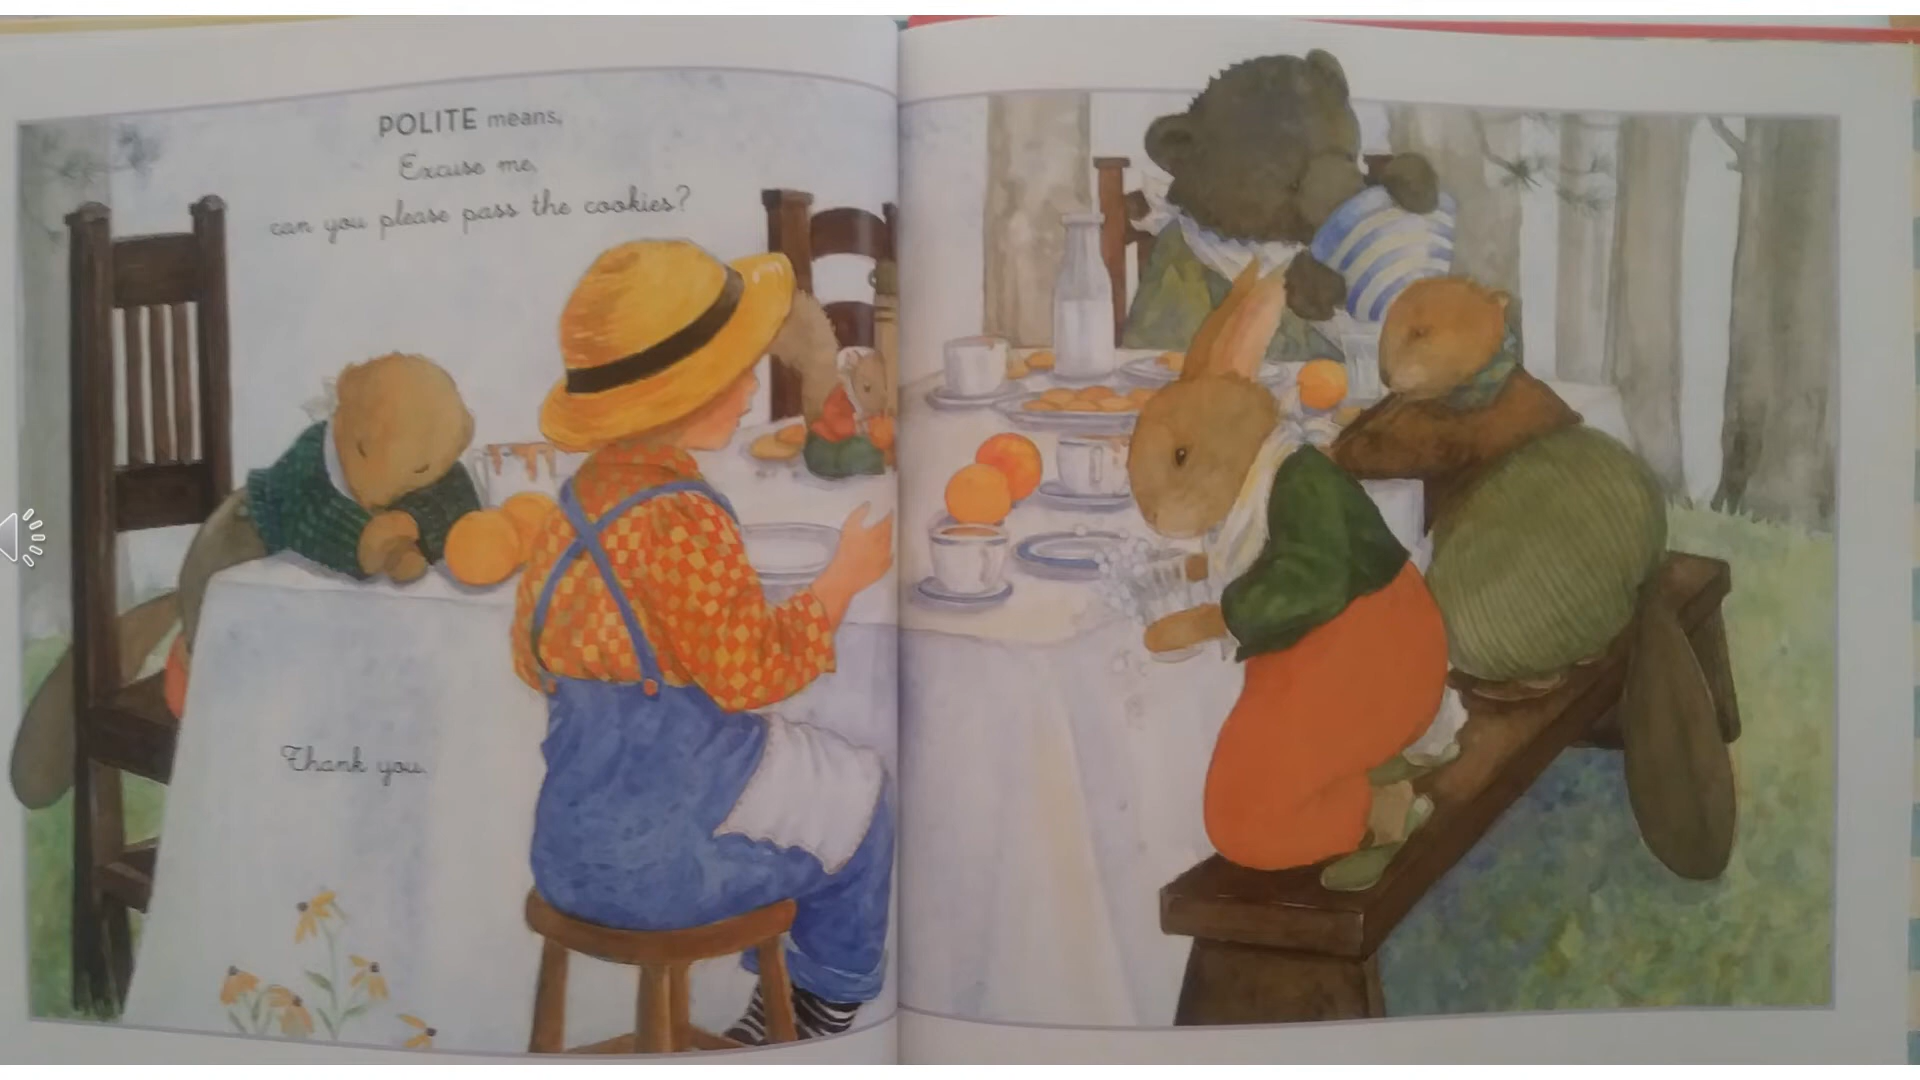 POLITE means,
Excuse me,
can you please pass the cookies?
Thank you.